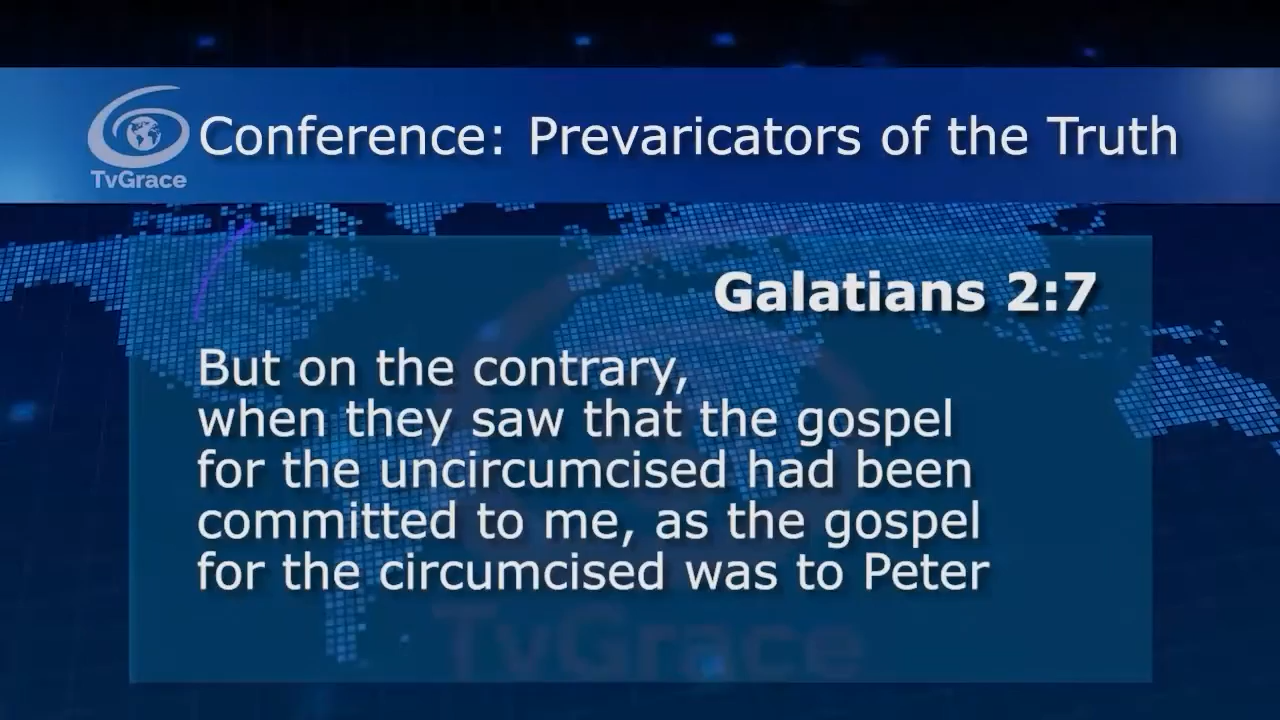 Conference: Prevaricators of the Truth
TvGrace
Galatians 2:7
But on the contrary,
when they saw that the gospel
for the uncircumcised had been
committed to me, as the gospel
for the circumcised was to Peter
TvGrace